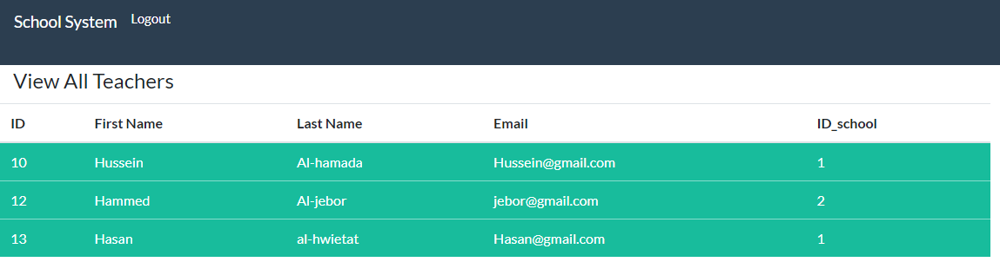 School System Logout
View All Teachers
ID First Name Last Name Email ID_school
10 Hussein Al-hamada Hussein@gmail.com 1
12 Hammed Al-jebor jebor@gmail.com 2
13 Hasan al-hwietat Hasan@gmail.com 1